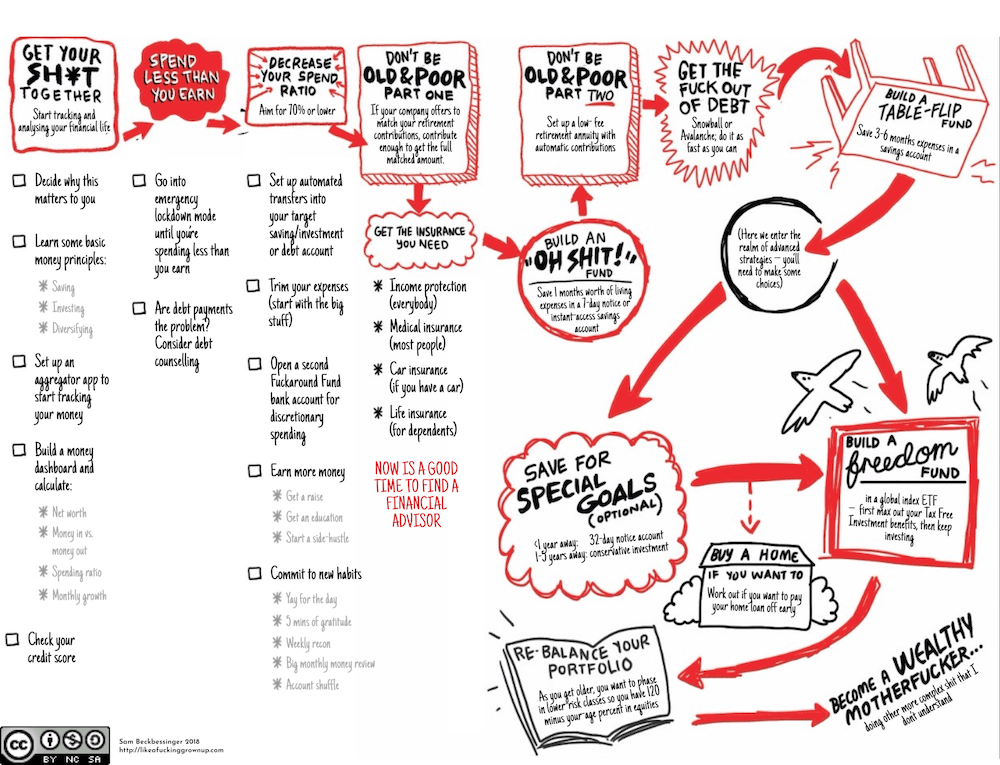 GET YOUR
SH*T
TOGETHER
Start tracking and
analysing your financial life
SPEND
LESS THAN
YOU EARN
DECREASE
YOUR SPEND
RATIO
Aim for 70% or lower
DON'T BE
OLD & POOR
PART ONE
If your company offers to
match your retirement
contributions, contribute
enough to get the full
matched amount.
DON'T BE
OLD & POOR
PART TWO
Set up a low-fee
retirement annuity with
automatic contributions
GET THE
FUCK OUT
OF DEBT
Snowball or
Avalanche; do it as
fast as you can
BUILD A
TABLE-FLIP
FUND
Save 3-6 months expenses in a
savings account
Decide why this
matters to you
Learn some basic
money principles:
Saving
Investing
Diversifying
Set up an
aggregator app to
start tracking
your money
Build a money
dashboard and
calculate:
Net worth
Money in vs.
money out
Spending ratio
Monthly growth
Check your
credit score
Go into
emergency
lockdown mode
until you're
spending less than
you earn
Are debt payments
the problem?
Consider debt
counselling
Set up automated
transfers into
your target
saving/investment
or debt account
Trim your expenses
(start with the big
stuff)
Open a second
Fuckaround Fund
bank account for
discretionary
spending
Earn more money
Get a raise
Get an education
Start a side-hustle
Commit to new habits
Yay for the day
5 mins of gratitude
Weekly recon
Big monthly money review
Account shuffle
GET THE INSURANCE
YOU NEED
Income protection
(everybody)
Medical insurance
(most people)
Car insurance
(if you have a car)
Life insurance
(for dependents)
NOW IS A GOOD
TIME TO FIND A
FINANCIAL
ADVISOR
BUILD AN
"OH SHIT!"
FUND
Save 1 months worth of living
expenses in a 7-day notice or
instant-access savings
account
(Here we enter the
realm of advanced
strategies – you'll
need to make some
choices)
SAVE FOR
SPECIAL
GOALS
(OPTIONAL)
<1 year away: 32-day notice account
1-5 years away: conservative investment
BUILD A
freedom
FUND
in a global index ETF
– first max out your Tax Free
Investment benefits, then keep
investing
BUY A HOME
IF YOU WANT TO
Work out if you want to pay
your home loan off early
RE-BALANCE YOUR
PORTFOLIO
As you get older, you want to phase
in lower risk classes so you have 120
minus your age percent in equities
BECOME A WEALTHY
MOTHERFUCKER...
doing other more complex shit that I
don't understand
CC
BY NC SA
Sam Beckbessinger 2018
http://likeafuckinggrownup.com